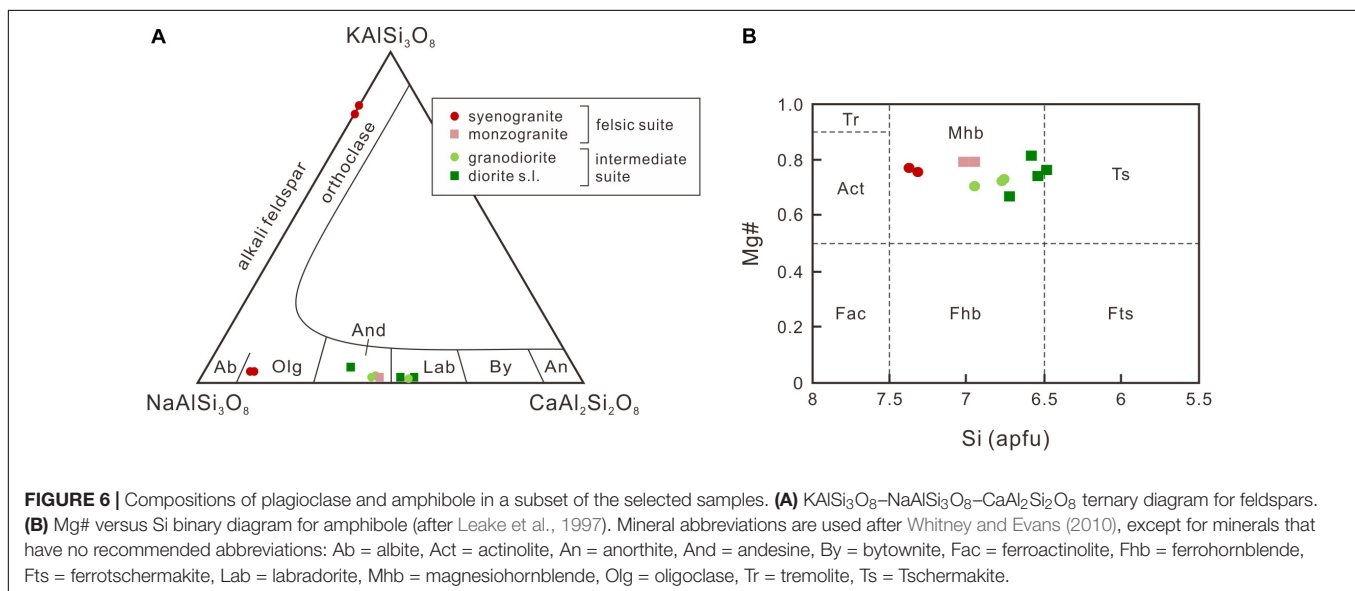 A
KAlSi₃O₈
syenogranite
monzogranite
felsic suite
granodiorite
diorite s.l.
intermediate
suite
alkali feldspar
orthoclase
And
Ab
Olg
Lab
By
An
NaAlSi₃O₈
CaAl₂Si₂O₈
B
1.0
0.8
0.6
0.4
0.2
0
Mg#
Tr
Mhb
Act
Ts
Fac
Fhb
Fts
8
7.5
7
6.5
6
5.5
Si (apfu)
FIGURE 6 | Compositions of plagioclase and amphibole in a subset of the selected samples. (A) KAlSi₃O₈–NaAlSi₃O₈–CaAl₂Si₂O₈ ternary diagram for feldspars.
(B) Mg# versus Si binary diagram for amphibole (after Leake et al., 1997). Mineral abbreviations are used after Whitney and Evans (2010), except for minerals that
have no recommended abbreviations: Ab = albite, Act = actinolite, An = anorthite, And = andesine, By = bytownite, Fac = ferroactinolite, Fhb = ferrohornblende,
Fts = ferrotschermakite, Lab = labradorite, Mhb = magnesiohornblende, Olg = oligoclase, Tr = tremolite, Ts = Tschermakite.